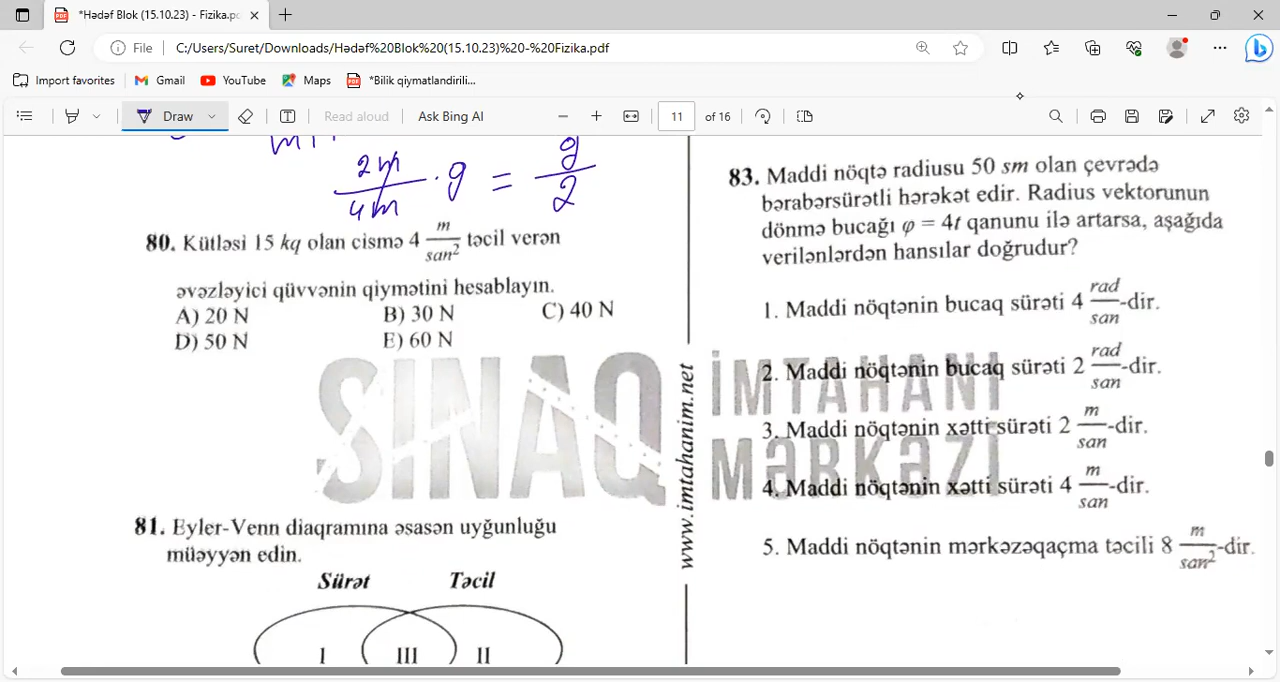 *Hədəf Blok (15.10.23) - Fizika.pd
File C:/Users/Suret/Downloads/Hədəf%20Blok%20(15.10.23)%20-%20Fizika.pdf
Import favorites Gmail YouTube Maps *Bilik qiymatlandirili...
Draw Read aloud Ask Bing AI 11 of 16
2m/4m · g = g/2
80. Kütləsi 15 kq olan cismə 4 m/san² təcil verən
əvəzləyici qüvvənin qiymətini hesablayın.
A) 20 N B) 30 N C) 40 N
D) 50 N E) 60 N
81. Eyler-Venn diaqramına əsasən uyğunluğu
müəyyən edin.
Sürət Təcil
I III II
SINAQ İMTAHANI
MƏRKƏZİ
www.imtahanim.net
83. Maddi nöqtə radiusu 50 sm olan çevrədə
bərabərsürətli hərəkət edir. Radius vektorunun
dönmə bucağı φ = 4t qanunu ilə artarsa, aşağıda
verilənlərdən hansılar doğrudur?
1. Maddi nöqtənin bucaq sürəti 4 rad/san-dir.
2. Maddi nöqtənin bucaq sürəti 2 rad/san-dir.
3. Maddi nöqtənin xətti sürəti 2 m/san-dir.
4. Maddi nöqtənin xətti sürəti 4 m/san-dir.
5. Maddi nöqtənin mərkəzəqaçma təcili 8 m/san²-dir.